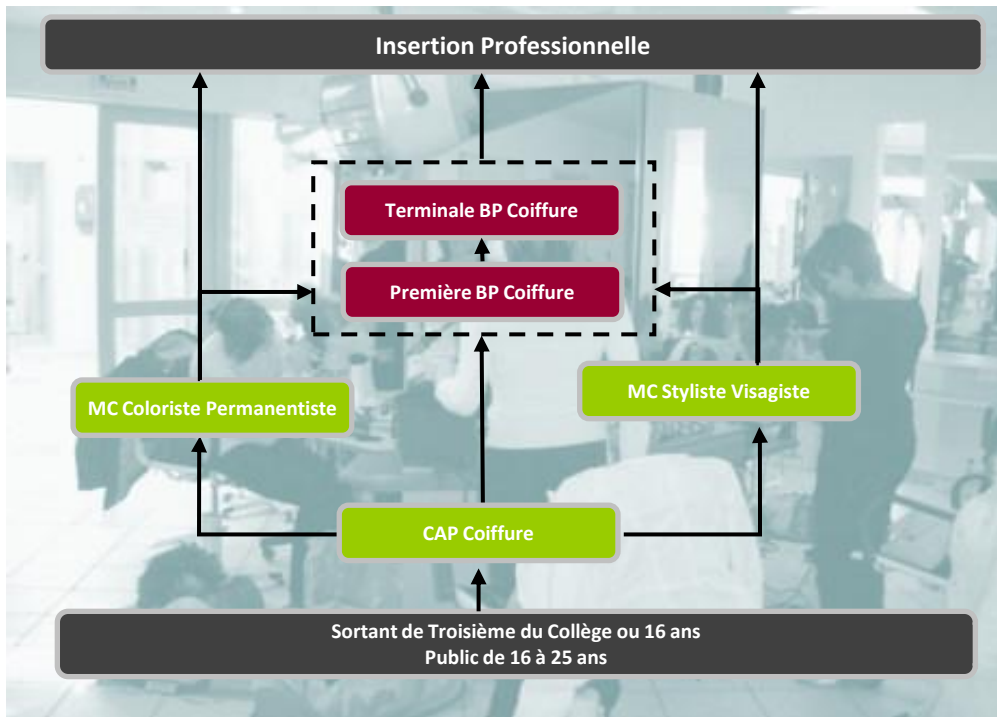 Insertion Professionnelle
Terminale BP Coiffure
Première BP Coiffure
MC Coloriste Permanentiste
MC Styliste Visagiste
CAP Coiffure
Sortant de Troisième du Collège ou 16 ans
Public de 16 à 25 ans